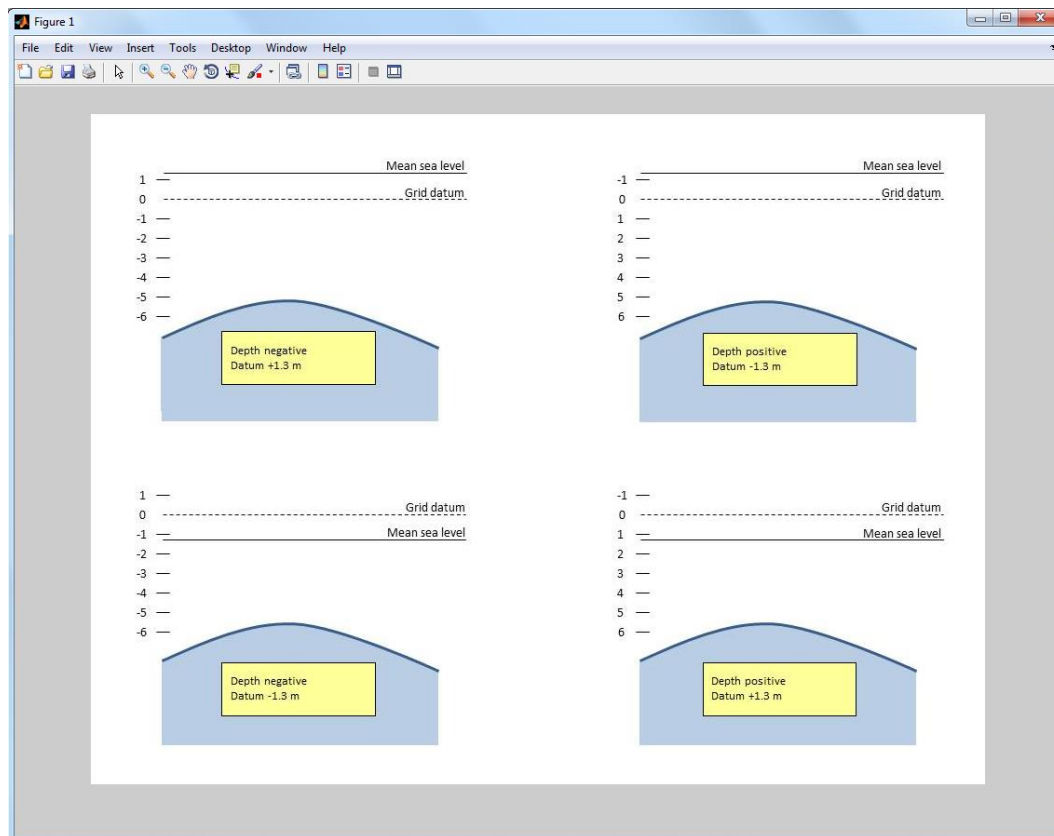 Figure 1
File Edit View Insert Tools Desktop Window Help
Mean sea level
1
Grid datum
0
-1
-2
-3
-4
-5
-6
Depth negative
Datum +1.3 m
Mean sea level
-1
Grid datum
0
1
2
3
4
5
6
Depth positive
Datum -1.3 m
1
Grid datum
0
Mean sea level
-1
-2
-3
-4
-5
-6
Depth negative
Datum -1.3 m
-1
Grid datum
0
Mean sea level
1
2
3
4
5
6
Depth positive
Datum +1.3 m